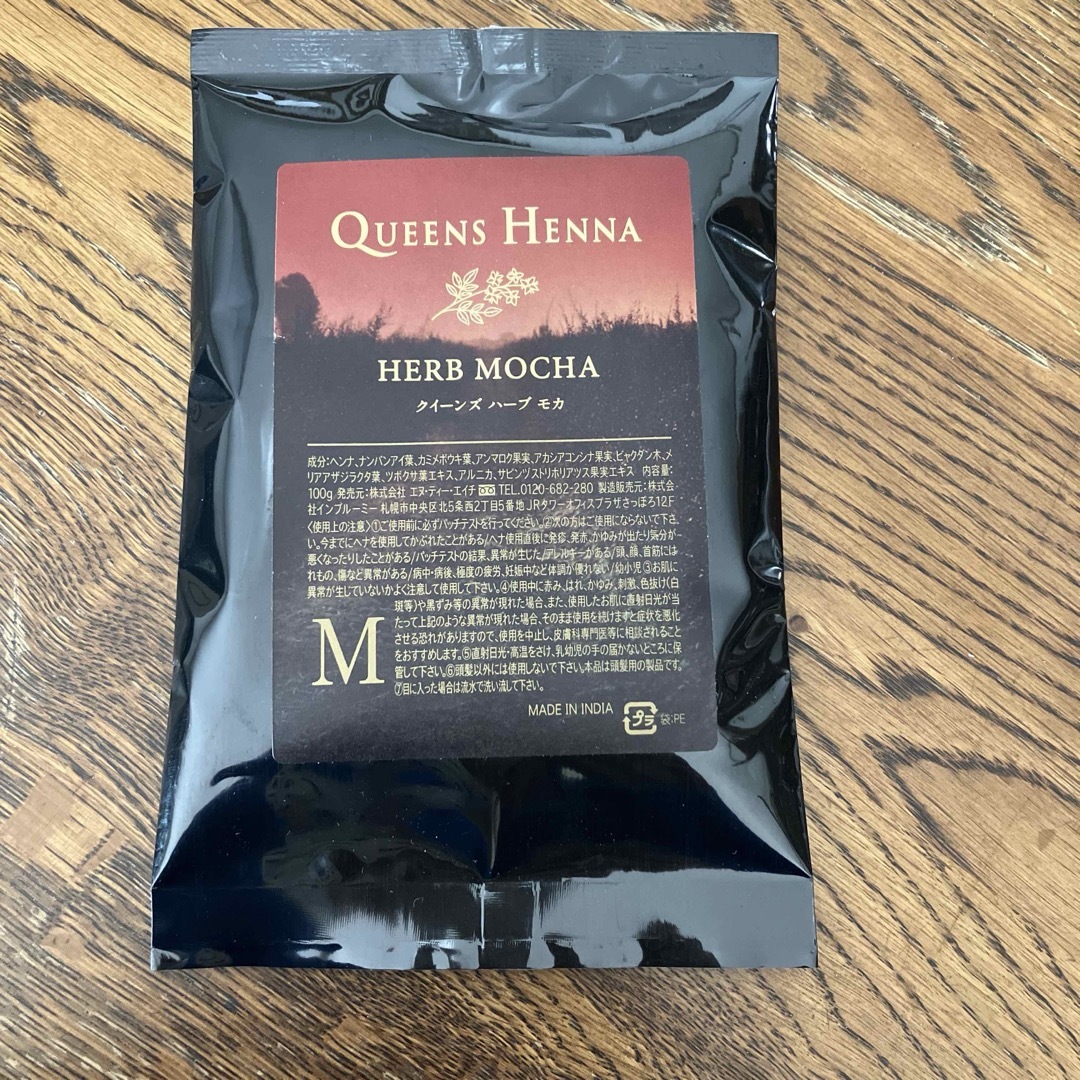 QUEENS HENNA
HERB MOCHA
クイーンズ ハーブ モカ
成分:ヘンナ、ナンバンアイ葉、カミメボウキ葉、アンマロク果実、アカシアコンシナ果実、ビャクダン木、メ
リアアザジラクタ葉、ツボクサ葉エキス、アルニカ、サピンヅストリホリアツス果実エキス 内容量:
100g 発売元:株式会社 エヌ・ティー・エイチ TEL.0120-682-280 製造販売元:株式会
社インブルーミー 札幌市中央区北5条西2丁目5番地 JRタワーオフィスプラザさっぽろ12F
〈使用上の注意〉①ご使用前に必ずパッチテストを行ってください。②次の方はご使用にならないで下さ
い。今までにヘナを使用してかぶれたことがある/ヘナ使用直後に発疹、発赤、かゆみが出たり気分が
悪くなったりしたことがある/パッチテストの結果、異常が生じた/アレルギーがある/頭、顔、首筋には
れもの、傷など異常がある/病中・病後、極度の疲労、妊娠中など体調が優れない/幼小児 ③お肌に
異常が生じていないかよく注意して使用して下さい。④使用中に赤み、はれ、かゆみ、刺激、色抜け(白
斑等)や黒ずみ等の異常が現れた場合、また、使用したお肌に直射日光が当
たって上記のような異常が現れた場合、そのまま使用を続けますと症状を悪化
させる恐れがありますので、使用を中止し、皮膚科専門医等に相談されること
をおすすめします。⑤直射日光・高温をさけ、乳幼児の手の届かないところに保
管して下さい。⑥頭髪以外には使用しないで下さい。本品は頭髪用の製品です。
⑦目に入った場合は流水で洗い流して下さい。
M
MADE IN INDIA プラ 袋:PE